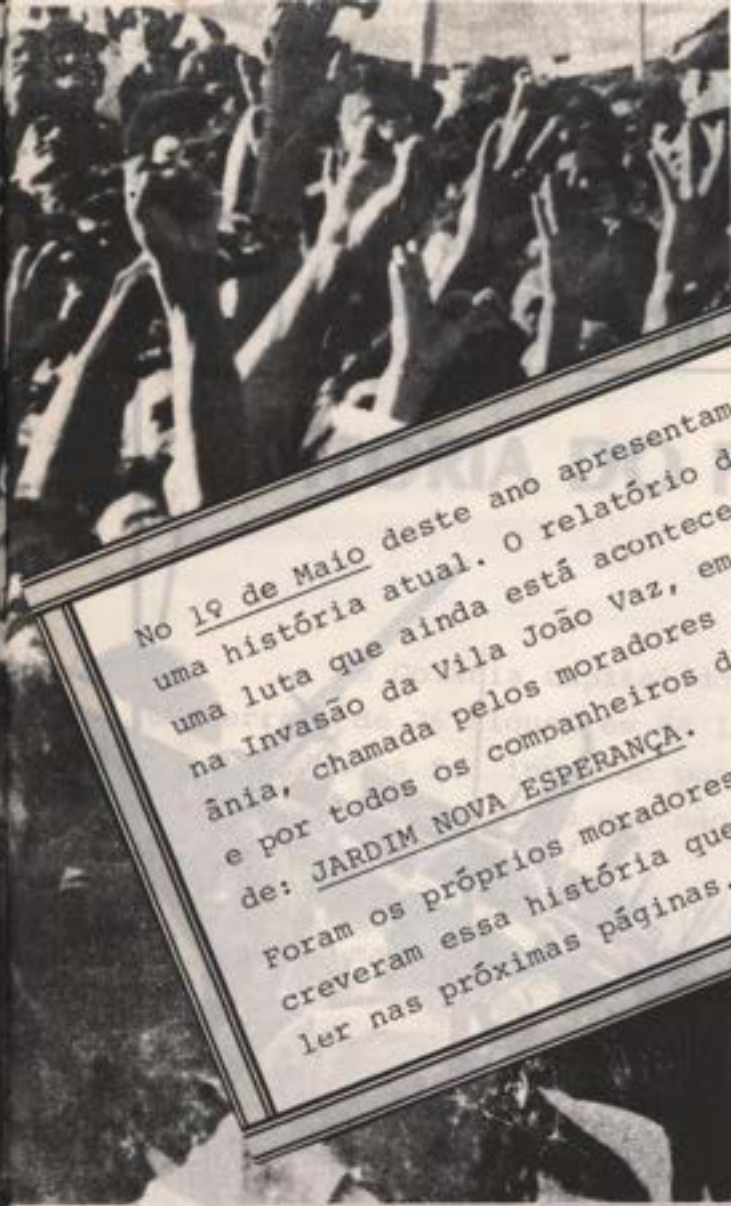 No 1º de Maio deste ano apresentam
uma história atual. O relatório d
uma luta que ainda está acontece
na Invasão da Vila João Vaz, em
ânia, chamada pelos moradores
e por todos os companheiros d
de: JARDIM NOVA ESPERANÇA.
Foram os próprios moradores
creveram essa história que
ler nas próximas páginas.